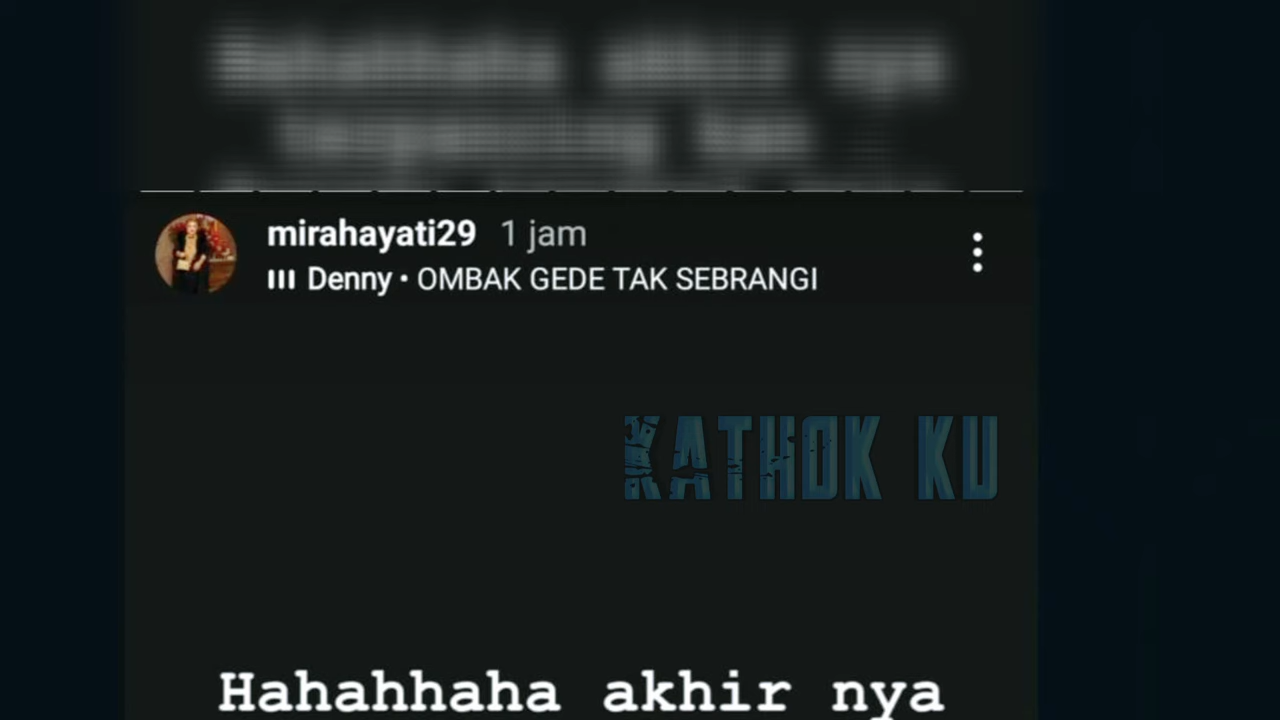 mirahayati29 1 jam
Denny • OMBAK GEDE TAK SEBRANGI
KATHOK KU
Hahahhaha akhir nya